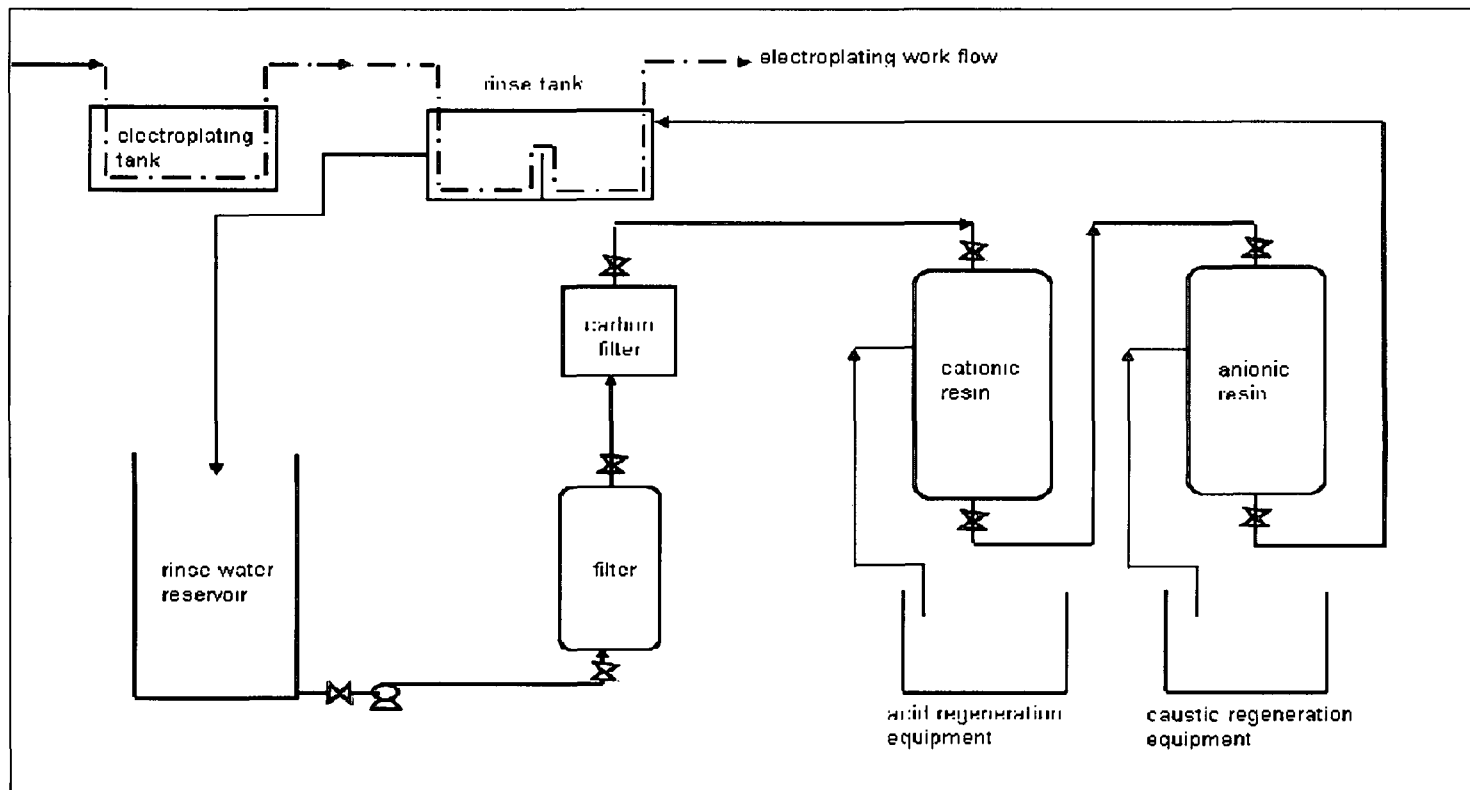 electroplating work flow
rinse tank
electroplating
tank
carbon
filter
cationic
resin
anionic
resin
rinse water
reservoir
filter
acid regeneration
equipment
caustic regeneration
equipment